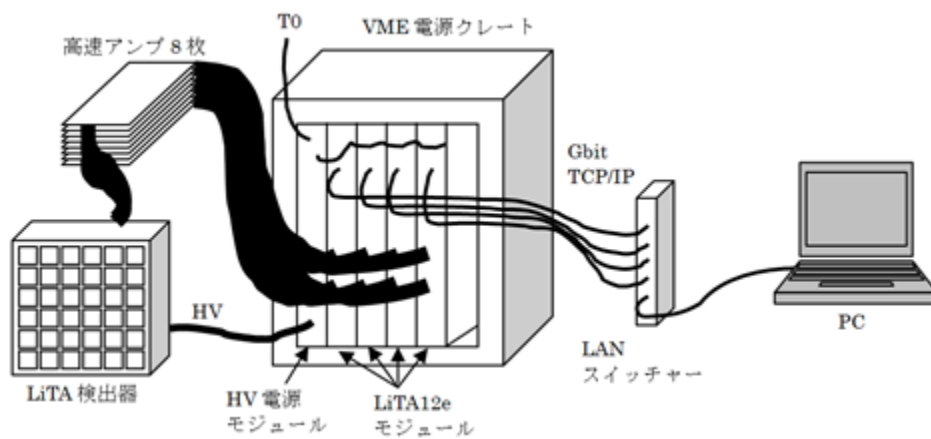 T0
VME 電源クレート
高速アンプ 8 枚
Gbit
TCP/IP
HV
PC
LAN
スイッチャー
LiTA 検出器
HV 電源
モジュール
LiTA12e
モジュール